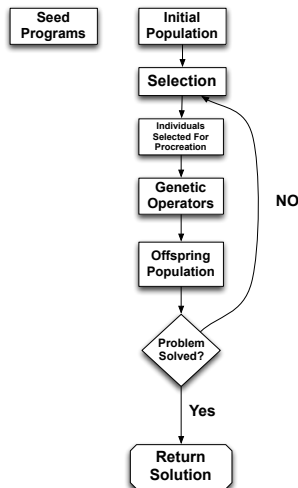 Seed
Programs
Initial
Population
Selection
Individuals
Selected For
Procreation
Genetic
Operators
NO
Offspring
Population
Problem
Solved?
Yes
Return
Solution